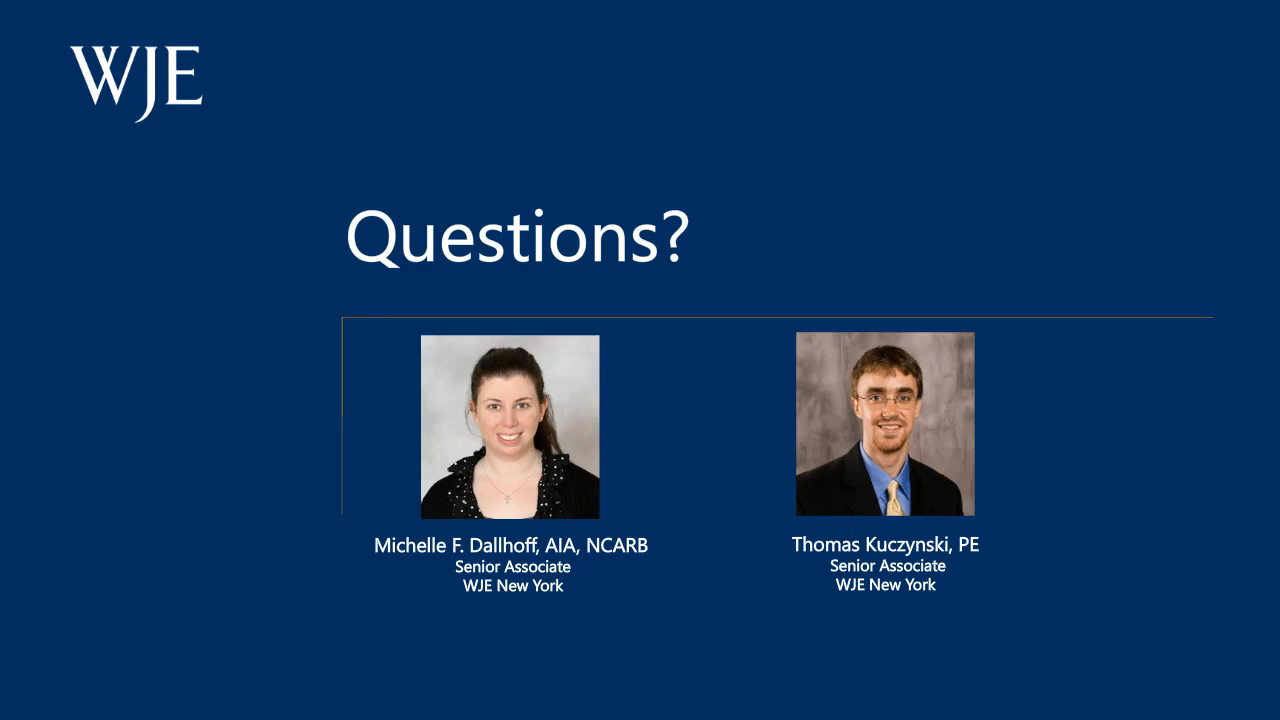 WJE
Questions?
Michelle F. Dallhoff, AIA, NCARB
Senior Associate
WJE New York
Thomas Kuczynski, PE
Senior Associate
WJE New York